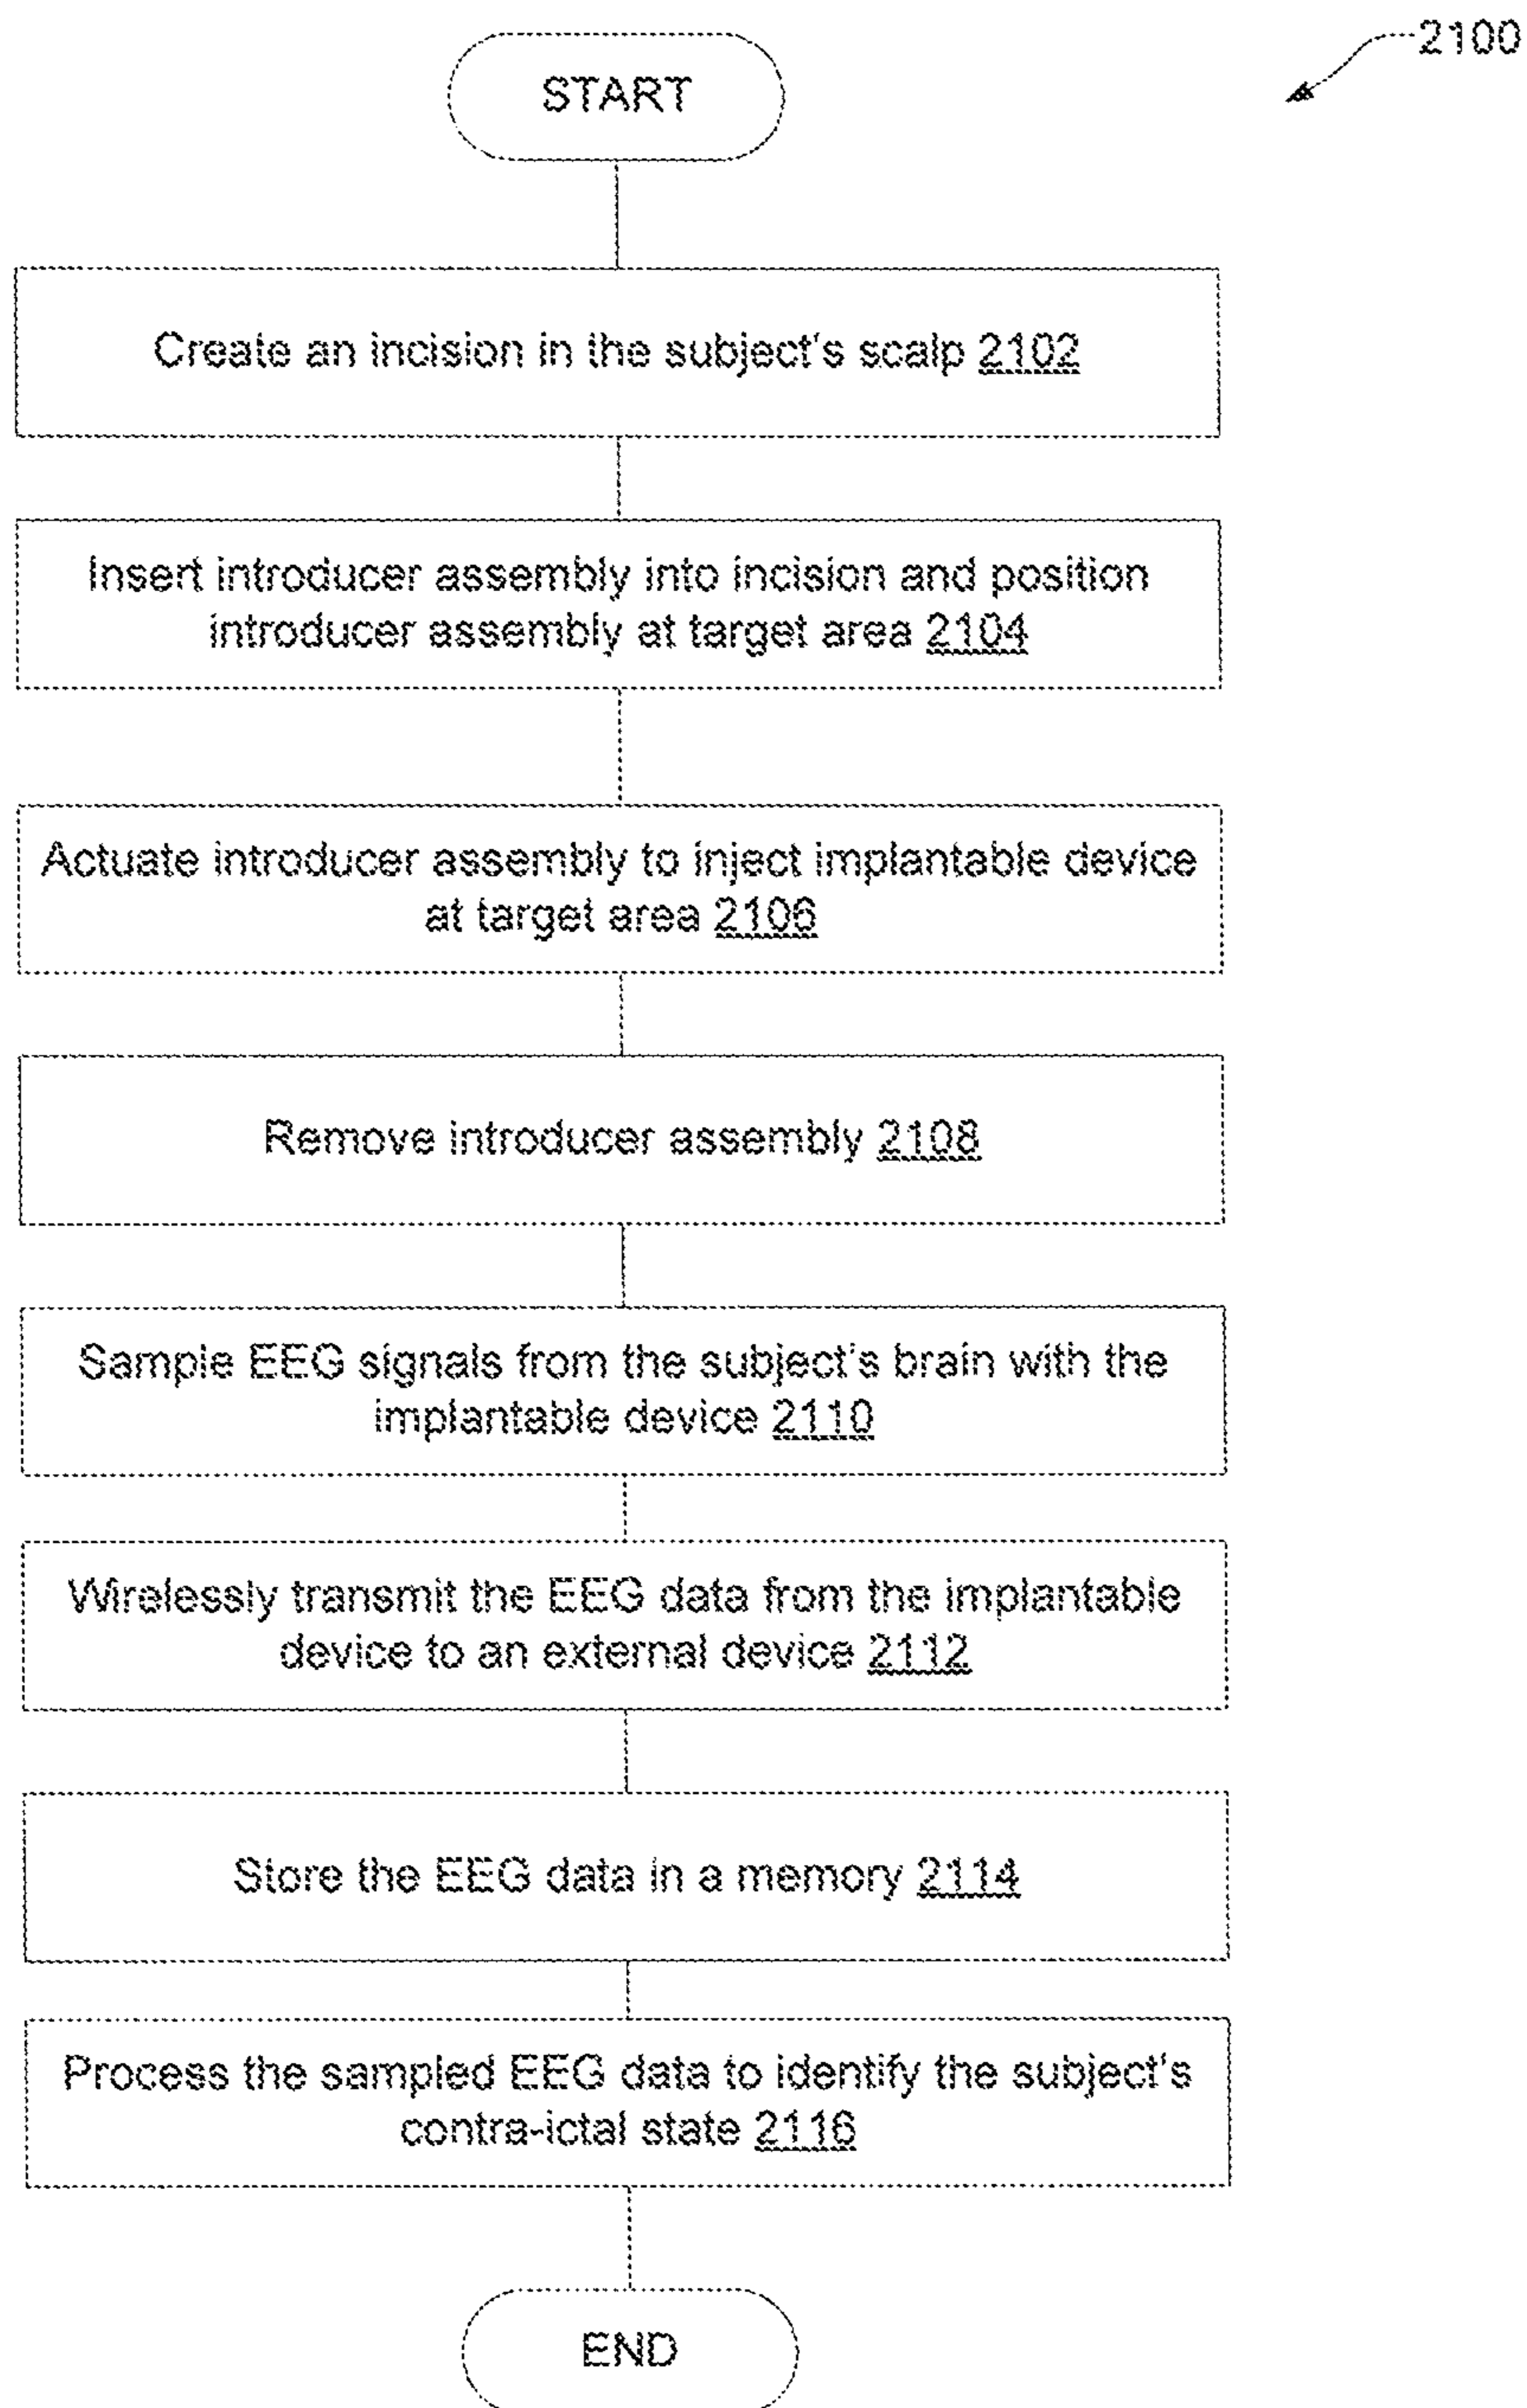 2100
START
Create an incision in the subject's scalp 2102
Insert introducer assembly into incision and position
introducer assembly at target area 2104
Actuate introducer assembly to inject implantable device
at target area 2106
Remove introducer assembly 2108
Sample EEG signals from the subject's brain with the
implantable device 2110
Wirelessly transmit the EEG data from the implantable
device to an external device 2112
Store the EEG data in a memory 2114
Process the sampled EEG data to identify the subject's
contra-ictal state 2116
END